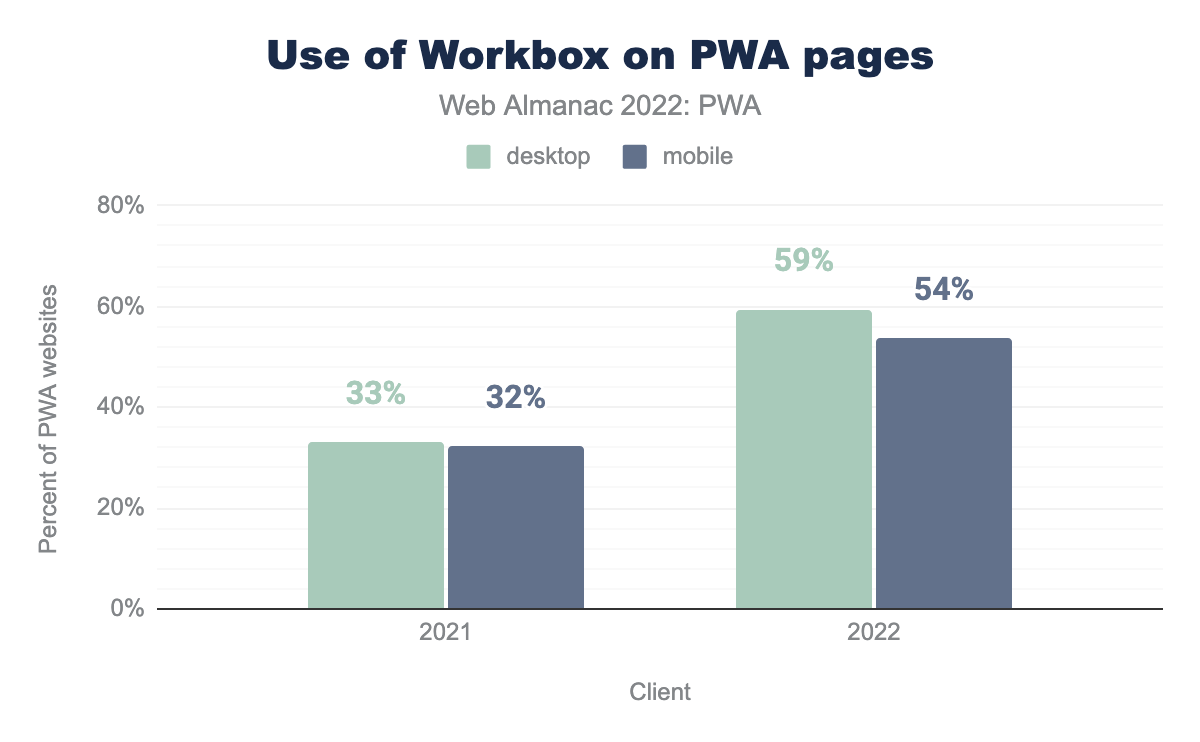 Use of Workbox on PWA pages
Web Almanac 2022: PWA
desktop
mobile
Percent of PWA websites
80%
60%
40%
20%
0%
33%
32%
59%
54%
2021
2022
Client